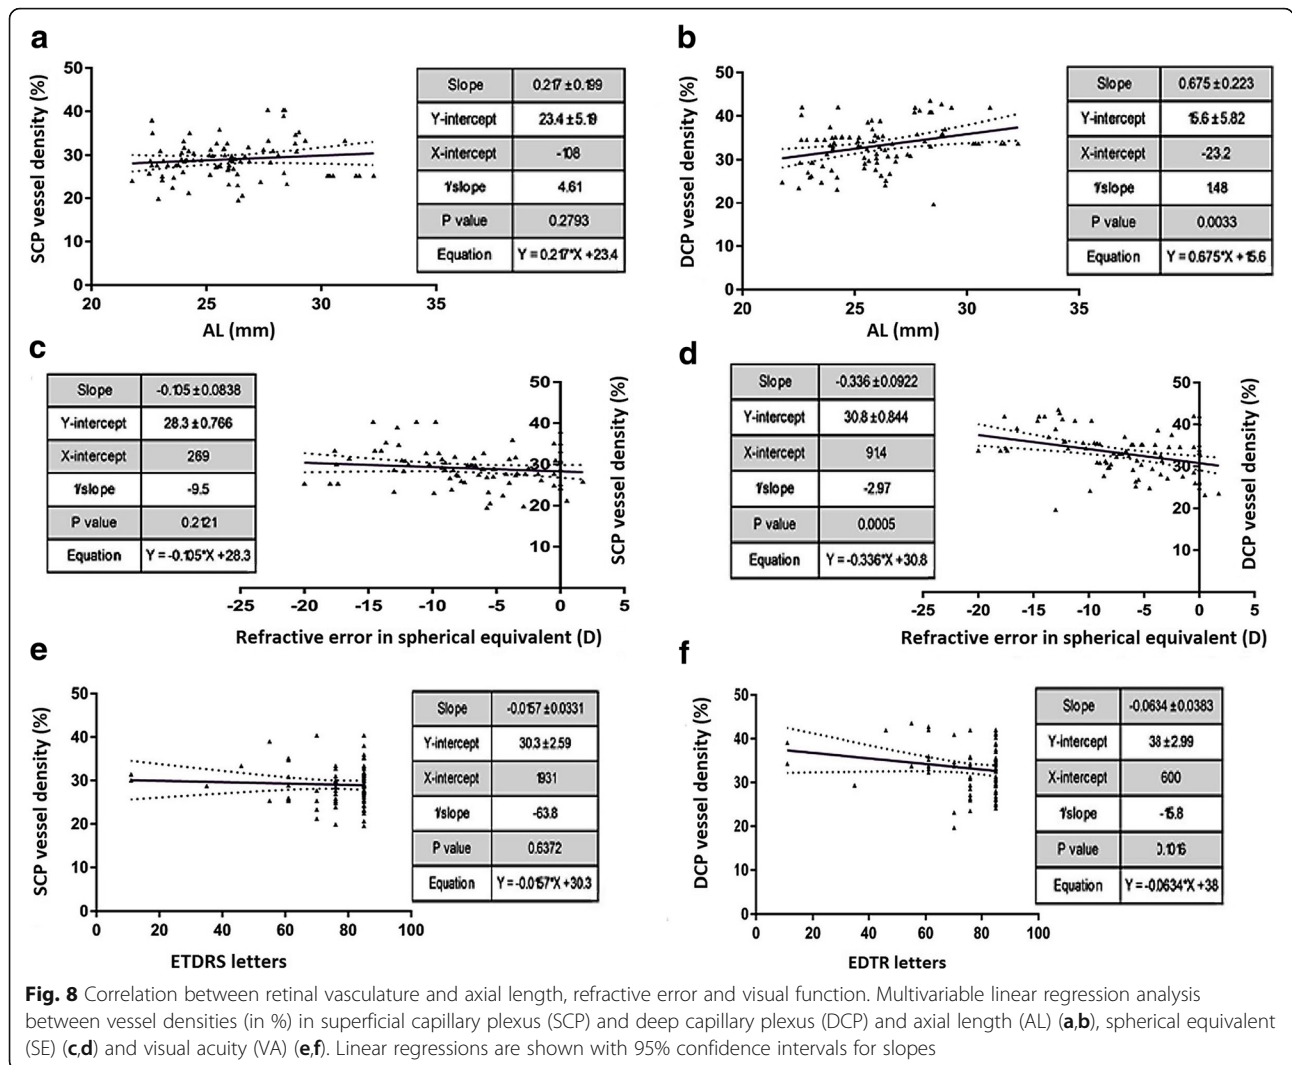 a
SCP vessel density (%)
50
40
30
20
10
0
20 25 30 35
AL (mm)
Slope 0.217 ±0.199
Y-intercept 23.4 ±5.19
X-intercept -108
1/slope 4.61
P value 0.2793
Equation Y = 0.217*X +23.4
b
DCP vessel density (%)
50
40
30
20
10
0
20 25 30 35
AL (mm)
Slope 0.675 ±0.223
Y-intercept 15.6 ±5.82
X-intercept -23.2
1/slope 1.48
P value 0.0033
Equation Y = 0.675*X +15.6
c
Slope -0.105 ±0.0838
Y-intercept 28.3 ±0.766
X-intercept 269
1/slope -9.5
P value 0.2121
Equation Y = -0.105*X +28.3
50
40
30
20
10
SCP vessel density (%)
-25 -20 -15 -10 -5 0 5
Refractive error in spherical equivalent (D)
d
Slope -0.336 ±0.0922
Y-intercept 30.8 ±0.844
X-intercept 91.4
1/slope -2.97
P value 0.0005
Equation Y = -0.336*X +30.8
50
40
30
20
10
DCP vessel density (%)
-25 -20 -15 -10 -5 0 5
Refractive error in spherical equivalent (D)
e
SCP vessel density (%)
50
40
30
20
10
0
0 20 40 60 80 100
ETDRS letters
Slope -0.0157 ±0.0331
Y-intercept 30.3 ±2.59
X-intercept 1931
1/slope -63.8
P value 0.6372
Equation Y = -0.0157*X +30.3
f
DCP vessel density (%)
50
40
30
20
10
0
0 20 40 60 80 100
EDTR letters
Slope -0.0634 ±0.0383
Y-intercept 38 ±2.99
X-intercept 600
1/slope -15.8
P value 0.1016
Equation Y = -0.0634*X +38
Fig. 8 Correlation between retinal vasculature and axial length, refractive error and visual function. Multivariable linear regression analysis
between vessel densities (in %) in superficial capillary plexus (SCP) and deep capillary plexus (DCP) and axial length (AL) (a,b), spherical equivalent
(SE) (c,d) and visual acuity (VA) (e,f). Linear regressions are shown with 95% confidence intervals for slopes